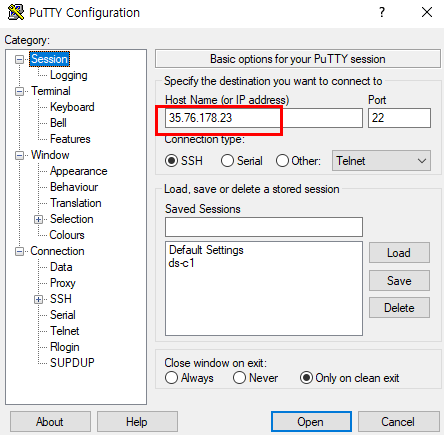 PuTTY Configuration
Category:
Session
Logging
Terminal
Keyboard
Bell
Features
Window
Appearance
Behaviour
Translation
Selection
Colours
Connection
Data
Proxy
SSH
Serial
Telnet
Rlogin
SUPDUP
Basic options for your PuTTY session
Specify the destination you want to connect to
Host Name (or IP address) Port
35.76.178.23 22
Connection type:
SSH Serial Other: Telnet
Load, save or delete a stored session
Saved Sessions
Default Settings
ds-c1
Load
Save
Delete
Close window on exit:
Always Never Only on clean exit
About Help Open Cancel